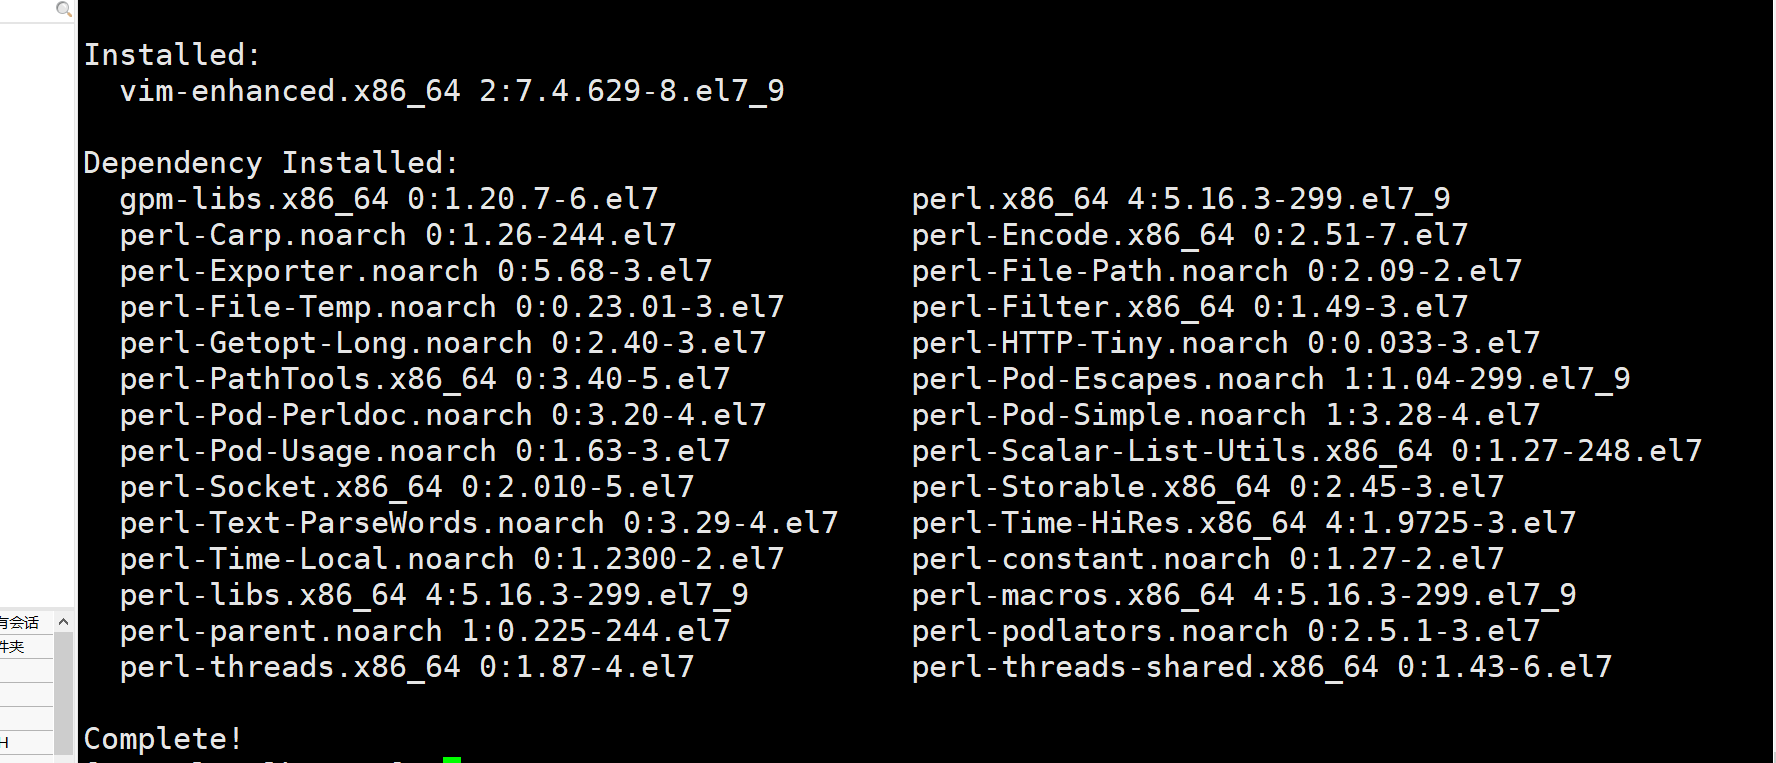 Installed:
vim-enhanced.x86_64 2:7.4.629-8.el7_9
Dependency Installed:
gpm-libs.x86_64 0:1.20.7-6.el7 perl.x86_64 4:5.16.3-299.el7_9
perl-Carp.noarch 0:1.26-244.el7 perl-Encode.x86_64 0:2.51-7.el7
perl-Exporter.noarch 0:5.68-3.el7 perl-File-Path.noarch 0:2.09-2.el7
perl-File-Temp.noarch 0:0.23.01-3.el7 perl-Filter.x86_64 0:1.49-3.el7
perl-Getopt-Long.noarch 0:2.40-3.el7 perl-HTTP-Tiny.noarch 0:0.033-3.el7
perl-PathTools.x86_64 0:3.40-5.el7 perl-Pod-Escapes.noarch 1:1.04-299.el7_9
perl-Pod-Perldoc.noarch 0:3.20-4.el7 perl-Pod-Simple.noarch 1:3.28-4.el7
perl-Pod-Usage.noarch 0:1.63-3.el7 perl-Scalar-List-Utils.x86_64 0:1.27-248.el7
perl-Socket.x86_64 0:2.010-5.el7 perl-Storable.x86_64 0:2.45-3.el7
perl-Text-ParseWords.noarch 0:3.29-4.el7 perl-Time-HiRes.x86_64 4:1.9725-3.el7
perl-Time-Local.noarch 0:1.2300-2.el7 perl-constant.noarch 0:1.27-2.el7
perl-libs.x86_64 4:5.16.3-299.el7_9 perl-macros.x86_64 4:5.16.3-299.el7_9
perl-parent.noarch 1:0.225-244.el7 perl-podlators.noarch 0:2.5.1-3.el7
perl-threads.x86_64 0:1.87-4.el7 perl-threads-shared.x86_64 0:1.43-6.el7
Complete!
有会话
件夹
H